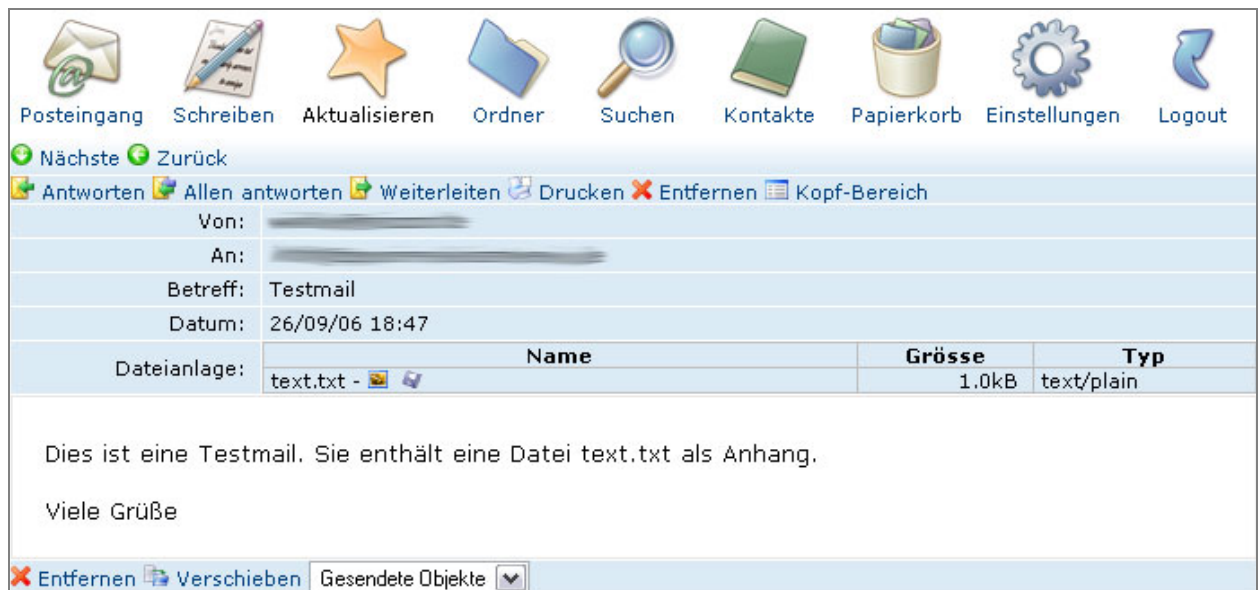 Posteingang Schreiben Aktualisieren Ordner Suchen Kontakte Papierkorb Einstellungen Logout
Nächste Zurück
Antworten Allen antworten Weiterleiten Drucken Entfernen Kopf-Bereich
Von:
An:
Betreff: Testmail
Datum: 26/09/06 18:47
Dateianlage:
Name Grösse Typ
text.txt - 1.0kB text/plain
Dies ist eine Testmail. Sie enthält eine Datei text.txt als Anhang.
Viele Grüße
Entfernen Verschieben Gesendete Objekte